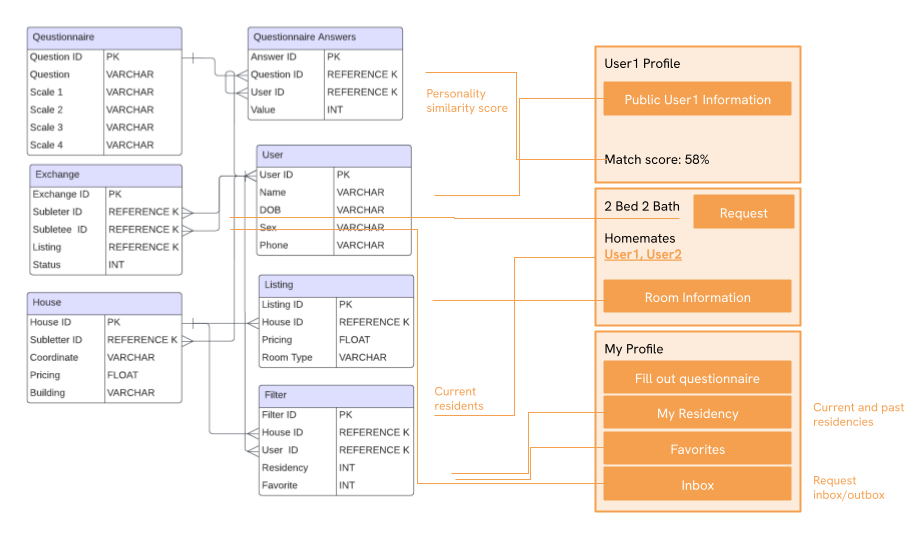 Qeustionnaire
Question ID PK
Question VARCHAR
Scale 1 VARCHAR
Scale 2 VARCHAR
Scale 3 VARCHAR
Scale 4 VARCHAR
Exchange
Exchange ID PK
Subleter ID REFERENCE K
Subletee ID REFERENCE K
Listing REFERENCE K
Status INT
House
House ID PK
Subletter ID REFERENCE K
Coordinate VARCHAR
Pricing FLOAT
Building VARCHAR
Questionnaire Answers
Answer ID PK
Question ID REFERENCE K
User ID REFERENCE K
Value INT
User
User ID PK
Name VARCHAR
DOB VARCHAR
Sex VARCHAR
Phone VARCHAR
Listing
Listing ID PK
House ID REFERENCE K
Pricing FLOAT
Room Type VARCHAR
Filter
Filter ID PK
House ID REFERENCE K
User ID REFERENCE K
Residency INT
Favorite INT
Personality
similarity score
Current
residents
User1 Profile
Public User1 Information
Match score: 58%
2 Bed 2 Bath
Request
Homemates
User1, User2
Room Information
My Profile
Fill out questionnaire
My Residency
Favorites
Inbox
Current and past
residencies
Request
inbox/outbox